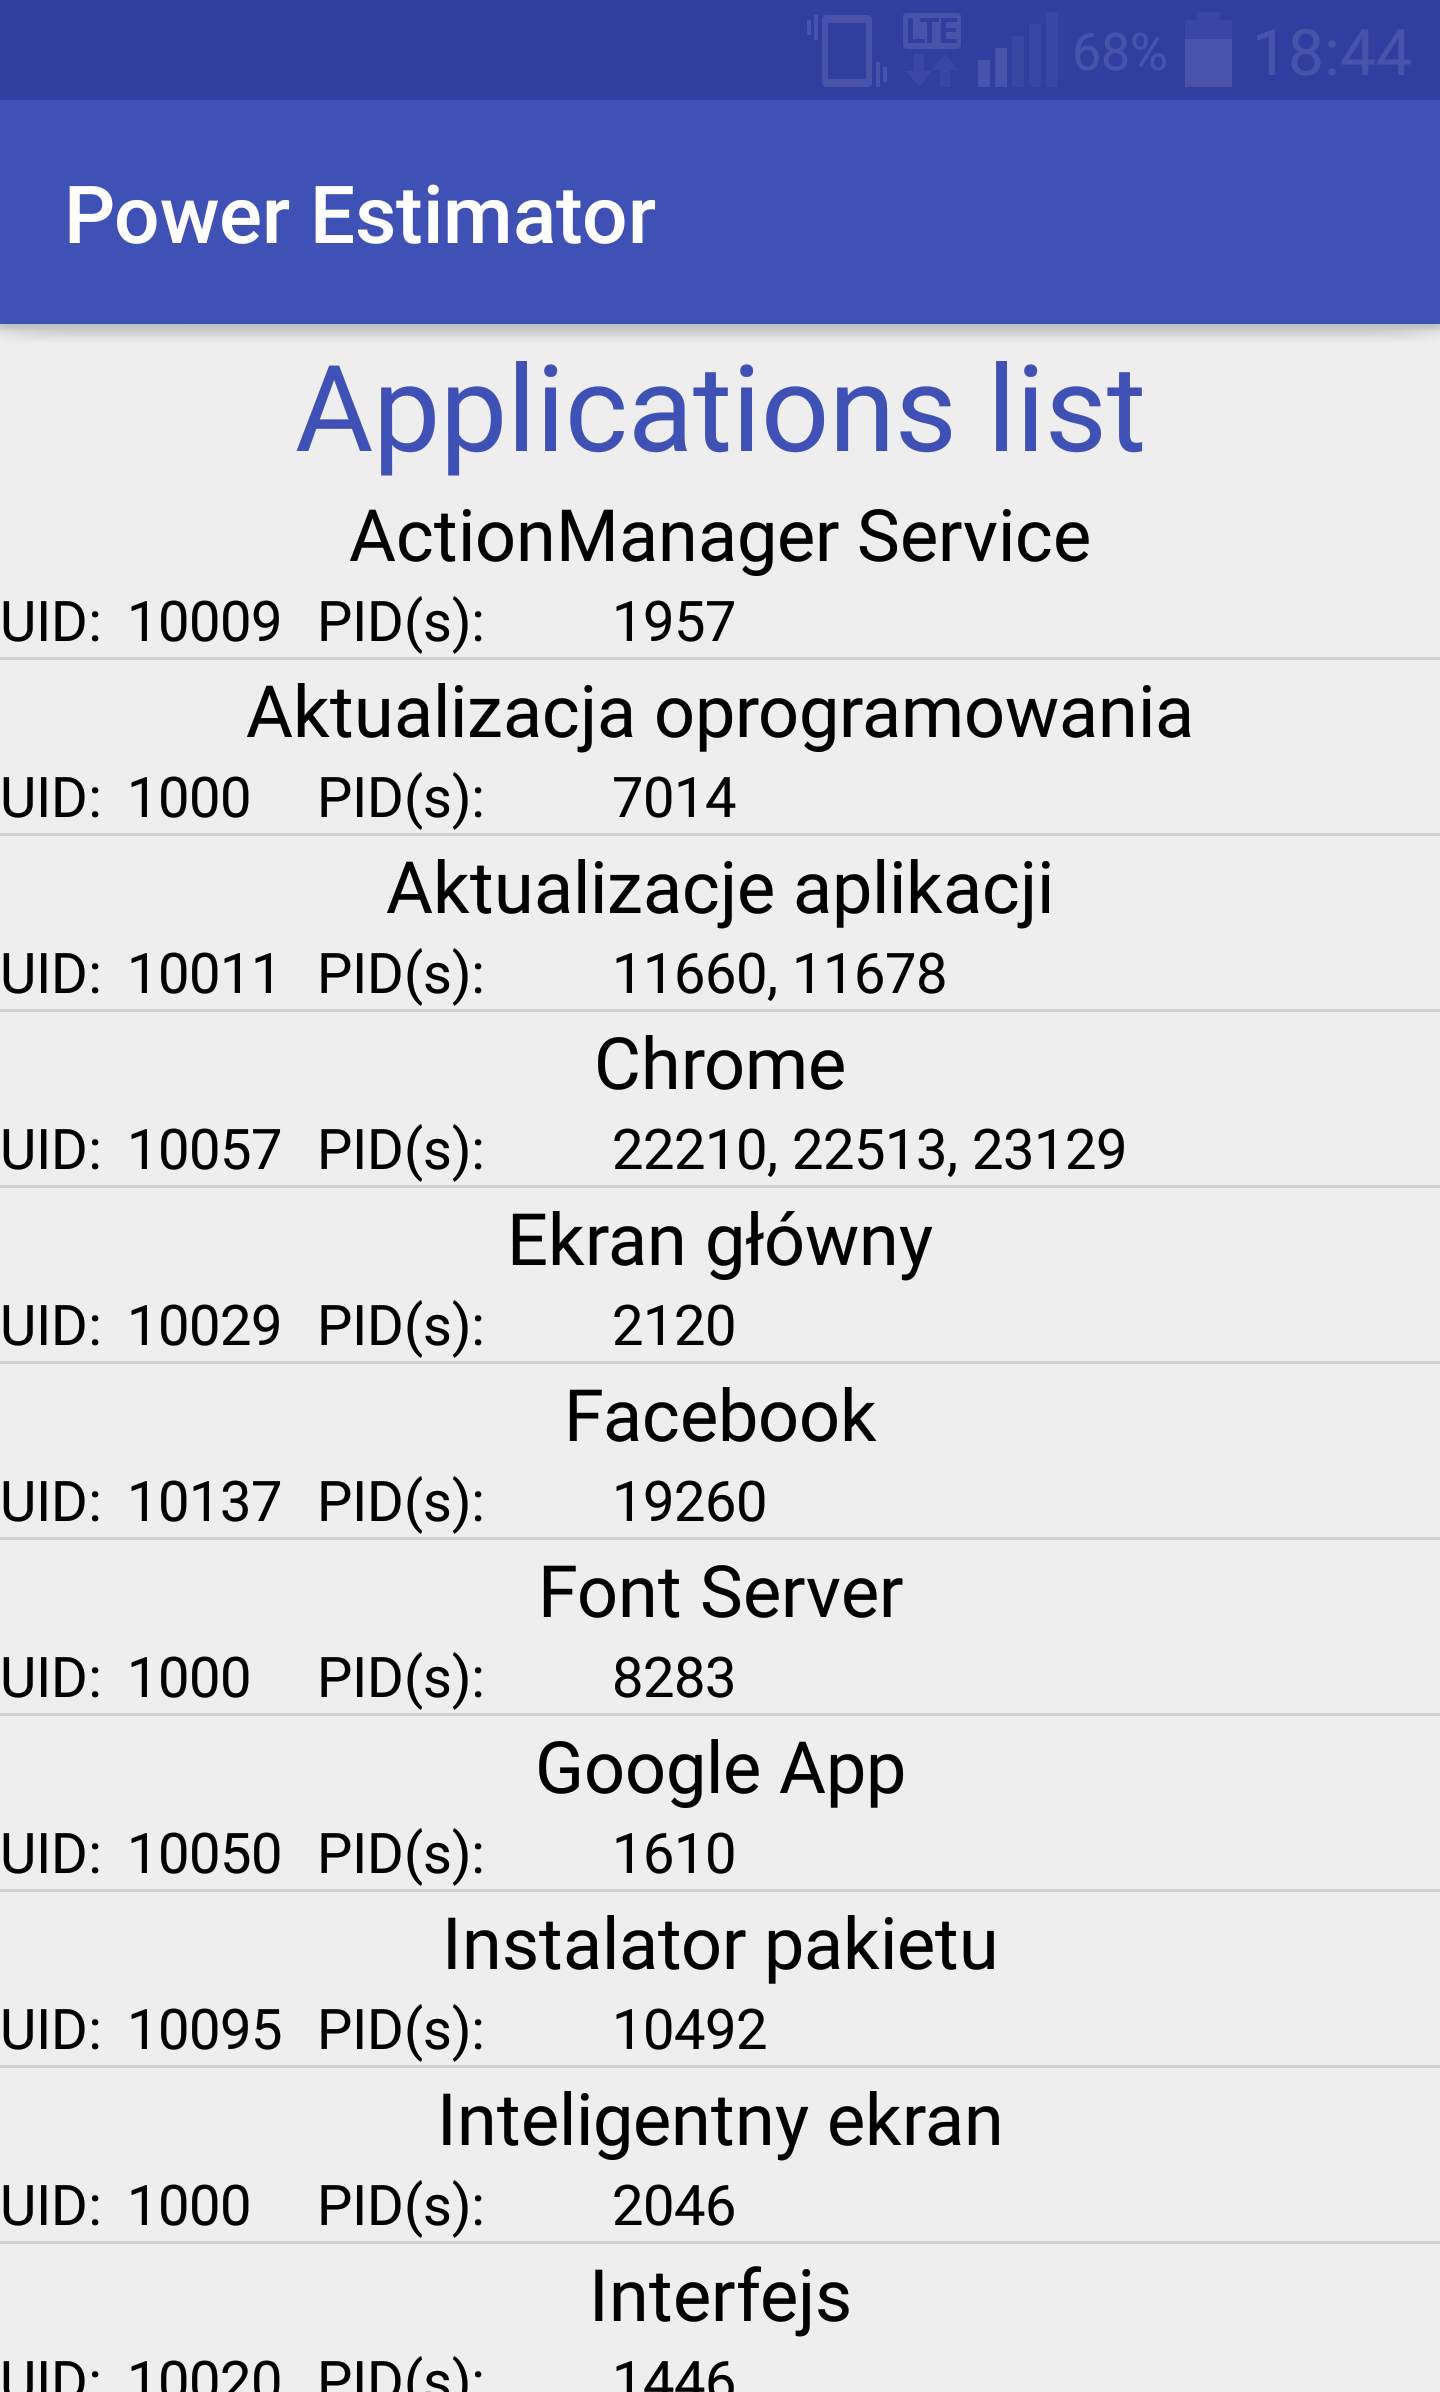 LTE 68% 18:44
Power Estimator
Applications list
ActionManager Service
UID: 10009 PID(s): 1957
Aktualizacja oprogramowania
UID: 1000 PID(s): 7014
Aktualizacje aplikacji
UID: 10011 PID(s): 11660, 11678
Chrome
UID: 10057 PID(s): 22210, 22513, 23129
Ekran główny
UID: 10029 PID(s): 2120
Facebook
UID: 10137 PID(s): 19260
Font Server
UID: 1000 PID(s): 8283
Google App
UID: 10050 PID(s): 1610
Instalator pakietu
UID: 10095 PID(s): 10492
Inteligentny ekran
UID: 1000 PID(s): 2046
Interfejs
UID: 10020 PID(s): 1446